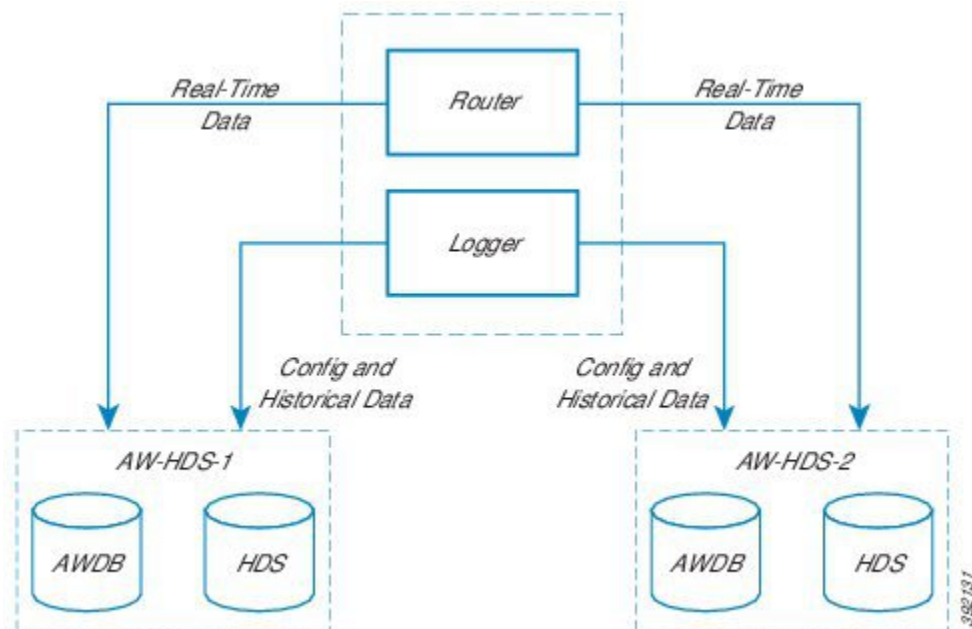 Real-Time
Data
Router
Real-Time
Data
Logger
Config and
Historical Data
Config and
Historical Data
AW-HDS-1
AW-HDS-2
AWDB
HDS
AWDB
HDS
392131